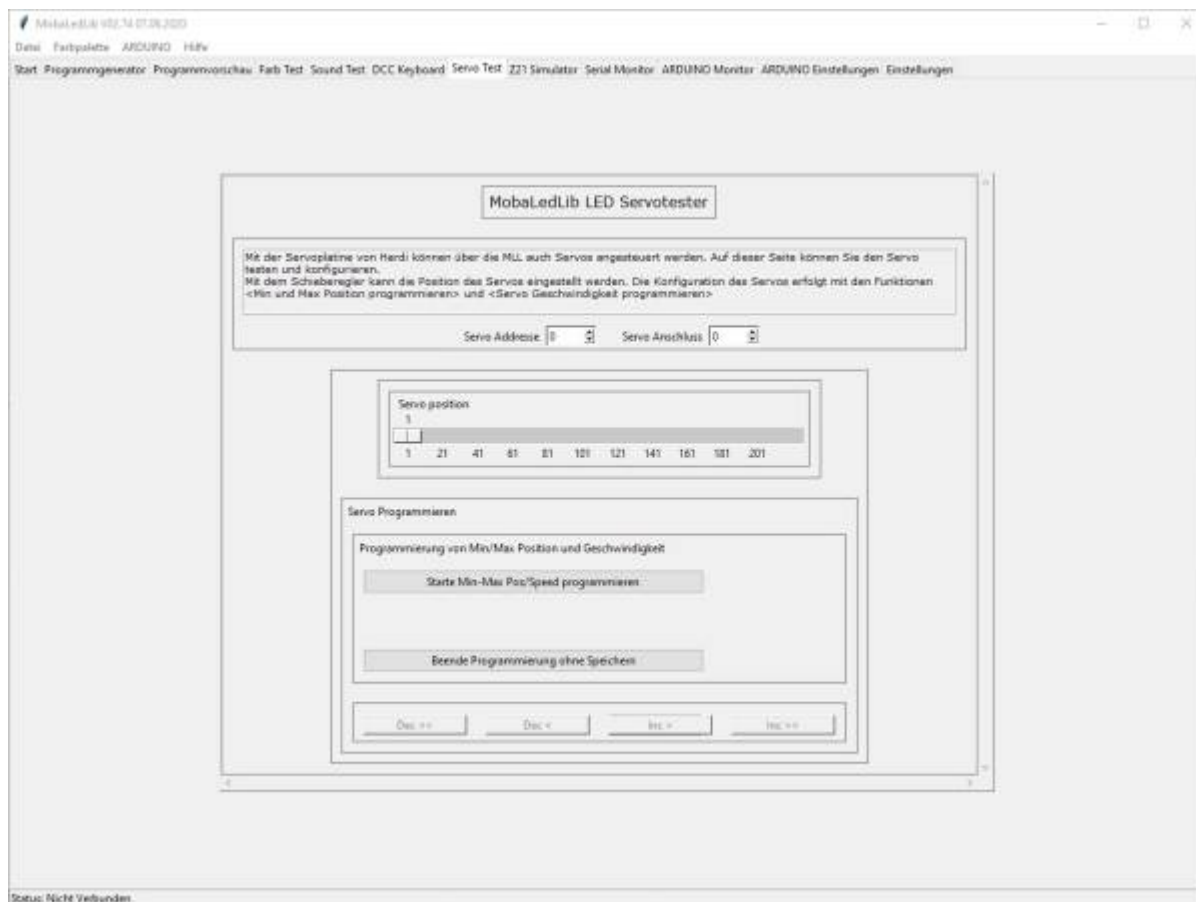 MobaLedLib
Datei Farbpalette ARDUINO Hilfe
Start Programmgenerator Programmvorschau Farb Test Sound Test DCC Keyboard Servo Test Z21 Simulator Serial Monitor ARDUINO Monitor ARDUINO Einstellungen Einstellungen
MobaLedLib LED Servotester
Mit der Servoplatine von Hardi können über die MLL auch Servos angesteuert werden. Auf dieser Seite können Sie den Servo
testen und konfigurieren.
Mit dem Schieberegler kann die Position des Servos eingestellt werden. Die Konfiguration des Servos erfolgt mit den Funktionen
<Min und Max Position programmieren> und <Servo Geschwindigkeit programmieren>
Servo Addresse 0 Servo Anschluss 0
Servo position
1
1 21 41 61 81 101 121 141 161 181 201
Servo Programmieren
Programmierung von Min/Max Position und Geschwindigkeit
Starte Min-Max Pos/Speed programmieren
Beende Programmierung ohne Speichern
Dec << Dec < Inc > Inc >>
Status: Nicht Verbunden